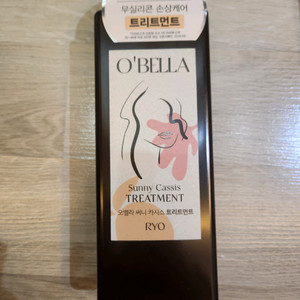 무실리콘 손상케어
트리트먼트
O'BELLA
Sunny Cassis
TREATMENT
오벨라 써니 카시스 트리트먼트
RYO